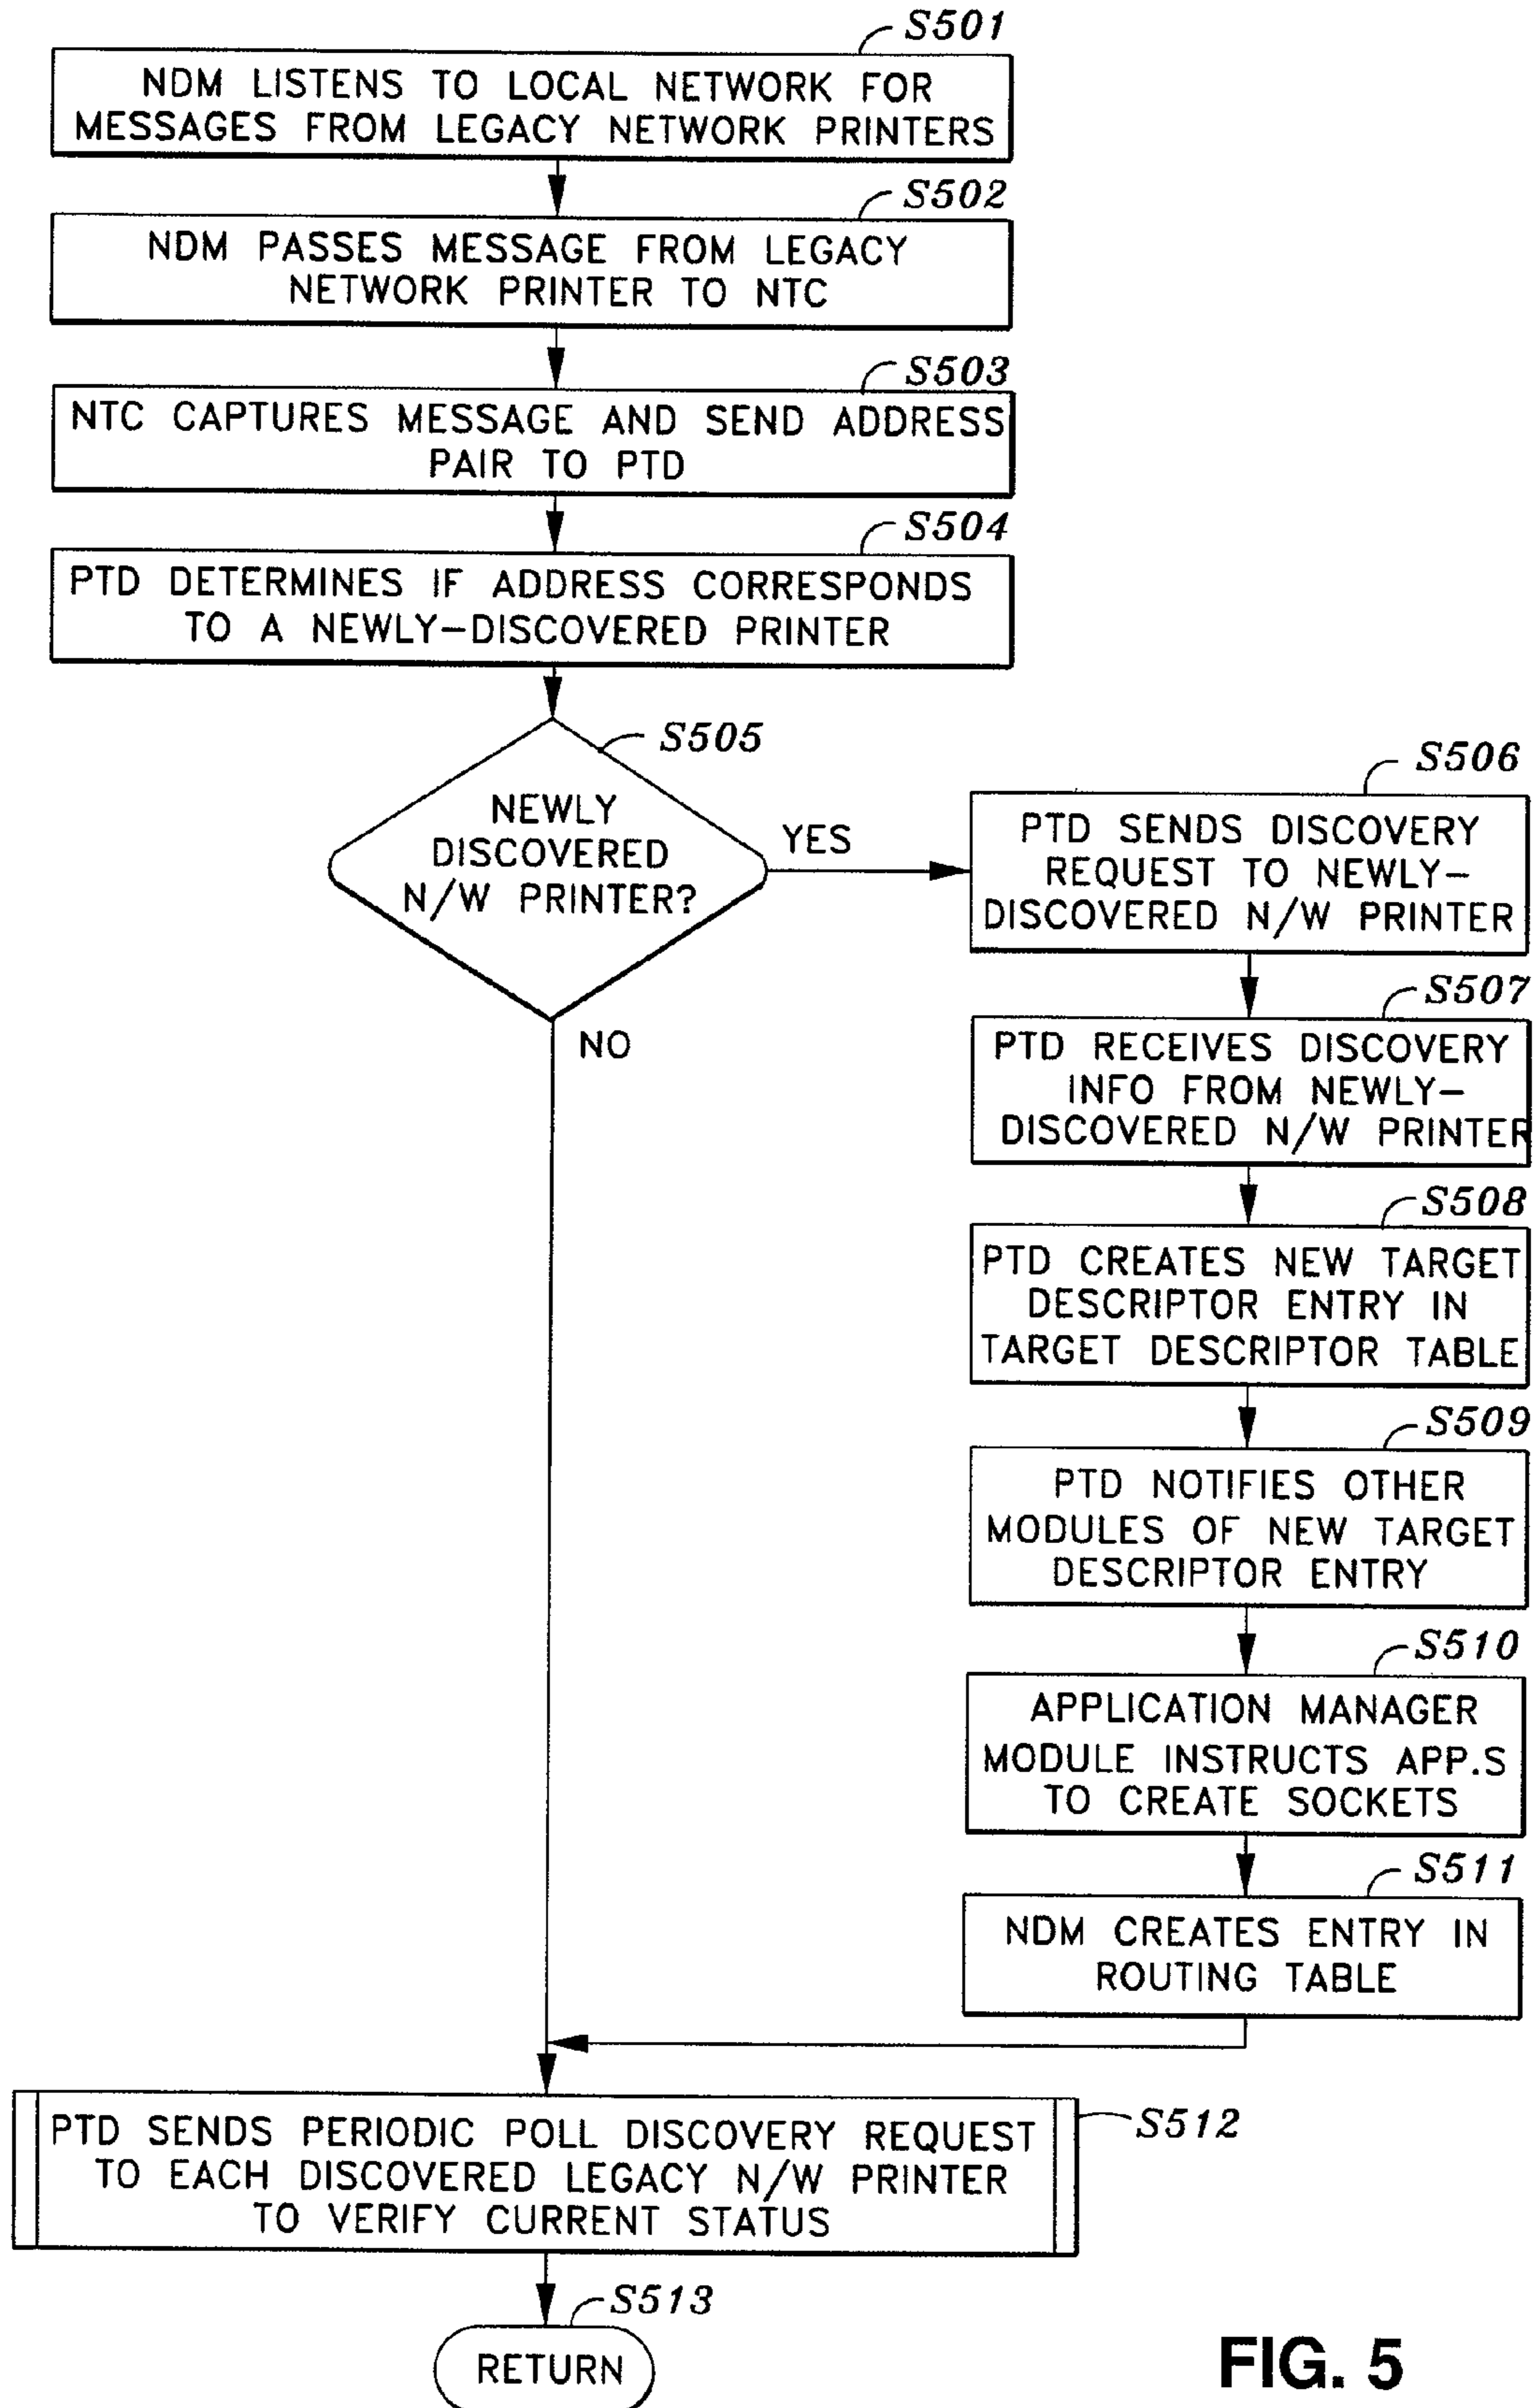 S501
NDM LISTENS TO LOCAL NETWORK FOR
MESSAGES FROM LEGACY NETWORK PRINTERS
S502
NDM PASSES MESSAGE FROM LEGACY
NETWORK PRINTER TO NTC
S503
NTC CAPTURES MESSAGE AND SEND ADDRESS
PAIR TO PTD
S504
PTD DETERMINES IF ADDRESS CORRESPONDS
TO A NEWLY-DISCOVERED PRINTER
S505
NEWLY
DISCOVERED
N/W PRINTER?
YES
NO
S506
PTD SENDS DISCOVERY
REQUEST TO NEWLY-
DISCOVERED N/W PRINTER
S507
PTD RECEIVES DISCOVERY
INFO FROM NEWLY-
DISCOVERED N/W PRINTER
S508
PTD CREATES NEW TARGET
DESCRIPTOR ENTRY IN
TARGET DESCRIPTOR TABLE
S509
PTD NOTIFIES OTHER
MODULES OF NEW TARGET
DESCRIPTOR ENTRY
S510
APPLICATION MANAGER
MODULE INSTRUCTS APP.S
TO CREATE SOCKETS
S511
NDM CREATES ENTRY IN
ROUTING TABLE
S512
PTD SENDS PERIODIC POLL DISCOVERY REQUEST
TO EACH DISCOVERED LEGACY N/W PRINTER
TO VERIFY CURRENT STATUS
S513
RETURN
FIG. 5